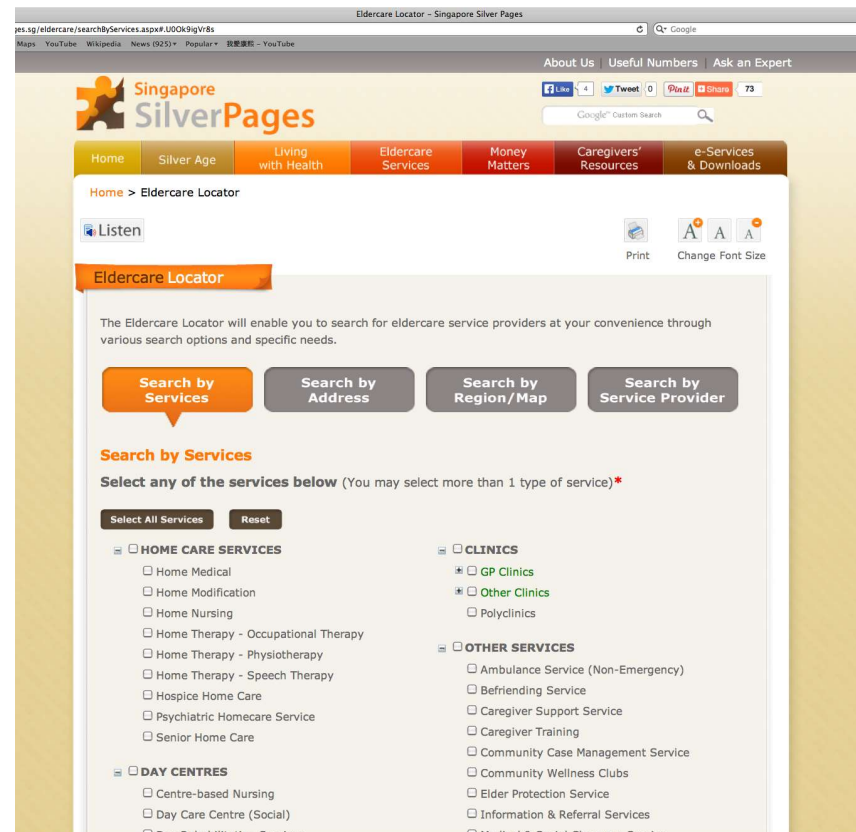 Eldercare Locator – Singapore Silver Pages
ges.sg/eldercare/searchByServices.aspx#.U0Ok9igVr8s
Google
Maps YouTube Wikipedia News (925) Popular 我愛康熙 – YouTube
About Us | Useful Numbers | Ask an Expert
Singapore
SilverPages
Like 4 Tweet 0 Pin it Share 73
Google™ Custom Search
Home
Silver Age
Living
with Health
Eldercare
Services
Money
Matters
Caregivers'
Resources
e-Services
& Downloads
Home > Eldercare Locator
Listen
A A A
Print Change Font Size
Eldercare Locator
The Eldercare Locator will enable you to search for eldercare service providers at your convenience through
various search options and specific needs.
Search by
Services
Search by
Address
Search by
Region/Map
Search by
Service Provider
Search by Services
Select any of the services below (You may select more than 1 type of service)*
Select All Services Reset
HOME CARE SERVICES
Home Medical
Home Modification
Home Nursing
Home Therapy - Occupational Therapy
Home Therapy - Physiotherapy
Home Therapy - Speech Therapy
Hospice Home Care
Psychiatric Homecare Service
Senior Home Care
DAY CENTRES
Centre-based Nursing
Day Care Centre (Social)
CLINICS
GP Clinics
Other Clinics
Polyclinics
OTHER SERVICES
Ambulance Service (Non-Emergency)
Befriending Service
Caregiver Support Service
Caregiver Training
Community Case Management Service
Community Wellness Clubs
Elder Protection Service
Information & Referral Services